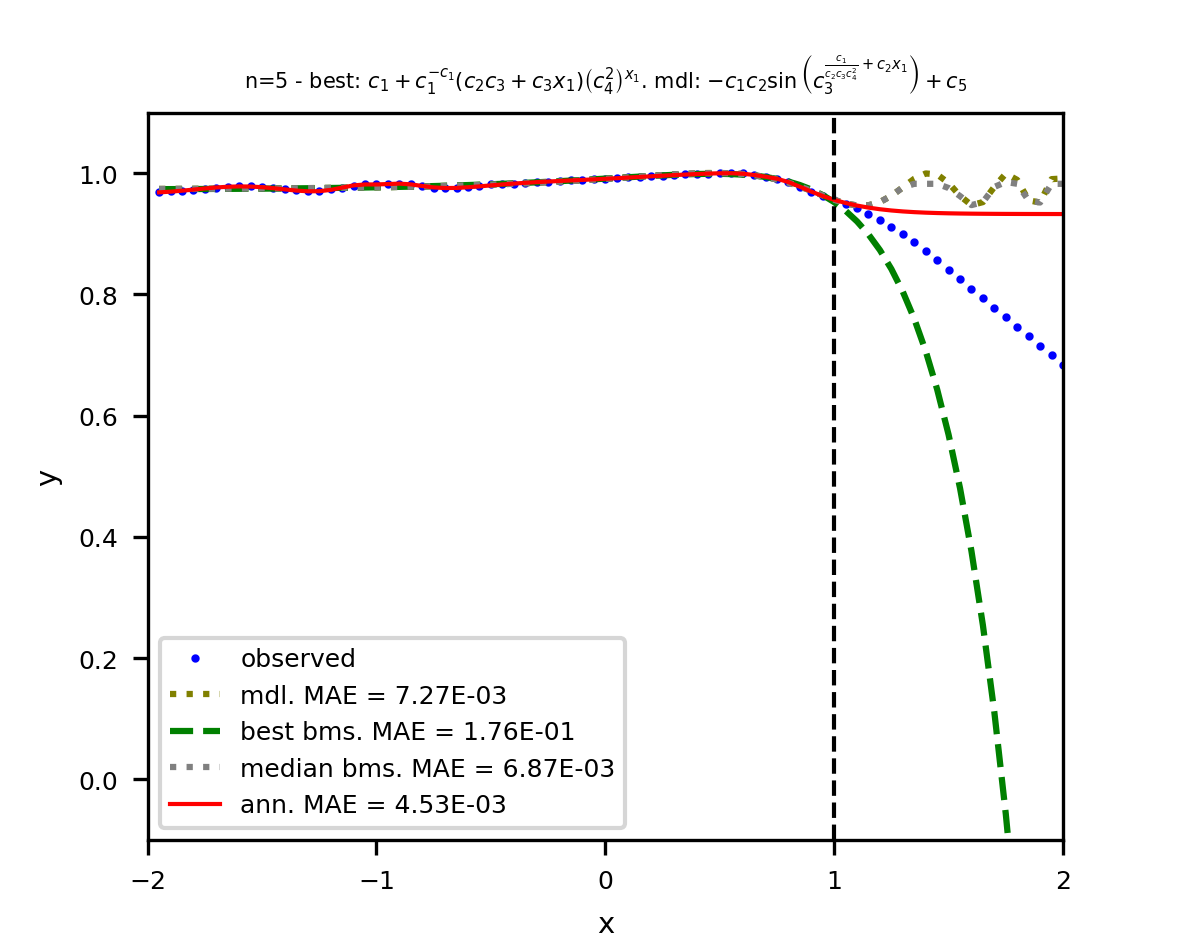 n=5 - best: $c_1 + c_1^{-c_1}(c_2c_3 + c_3x_1)(c_4^2)^{x_1}$. mdl: $-c_1c_2\sin\left(c_3^{\frac{c_1}{c_2c_3c_4^2}+c_2x_1}\right) + c_5$
1.0
0.8
0.6
0.4
0.2
0.0
y
observed
mdl. MAE = 7.27E-03
best bms. MAE = 1.76E-01
median bms. MAE = 6.87E-03
ann. MAE = 4.53E-03
−2 −1 0 1 2
x